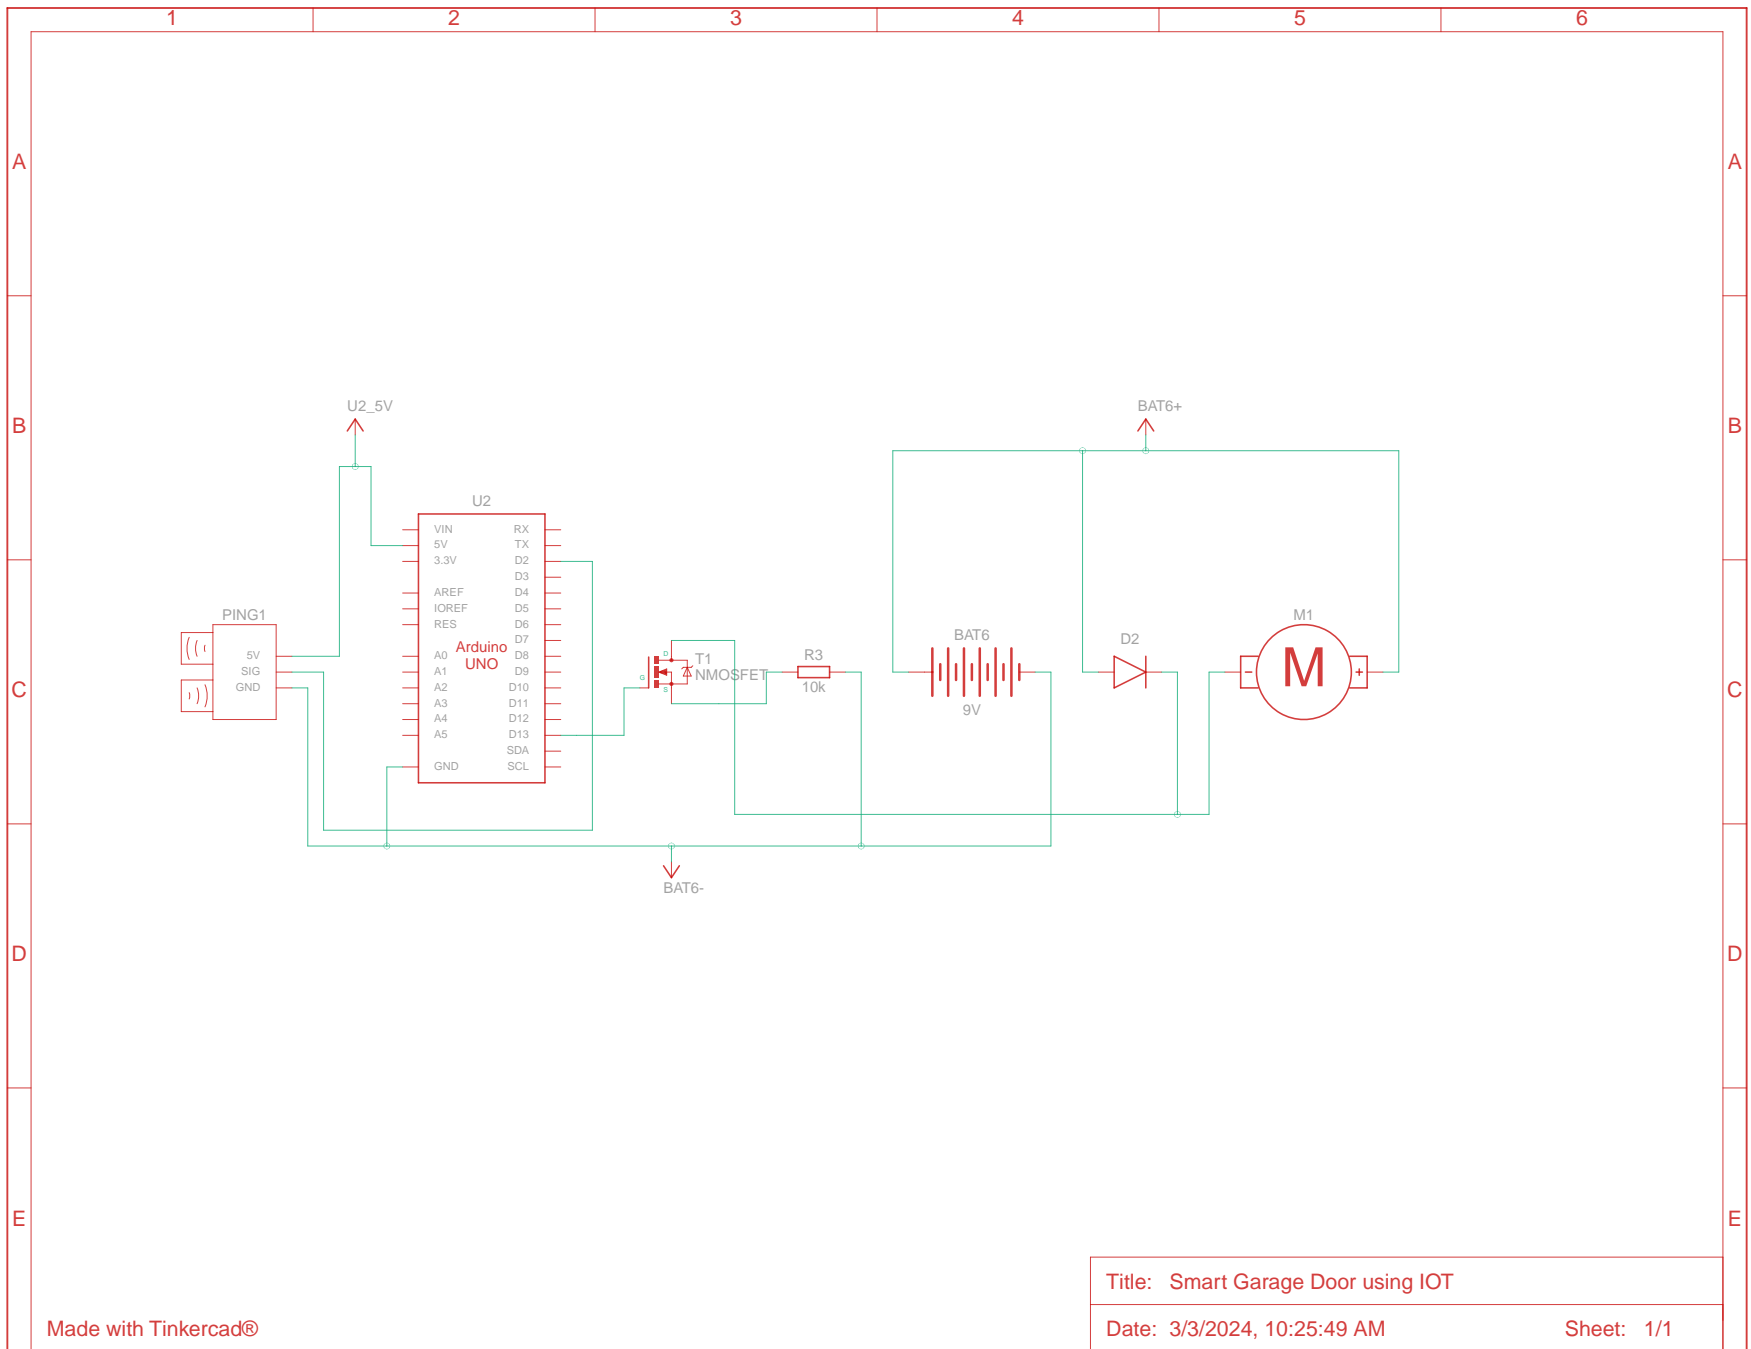 1 2 3 4 5 6
A A
U2_5V BAT6+
B B
U2
VIN RX
5V TX
3.3V D2
D3
AREF D4
IOREF D5
RES D6
D7
Arduino
UNO
A0 D8
A1 D9
A2 D10
A3 D11
A4 D12
A5 D13
SDA
GND SCL
PING1
5V
SIG
GND
D
G
S
T1
NMOSFET
R3
10k
BAT6
9V
D2
M1
- M +
C C
BAT6-
D D
E E
Title: Smart Garage Door using IOT
Made with Tinkercad®
Date: 3/3/2024, 10:25:49 AM Sheet: 1/1